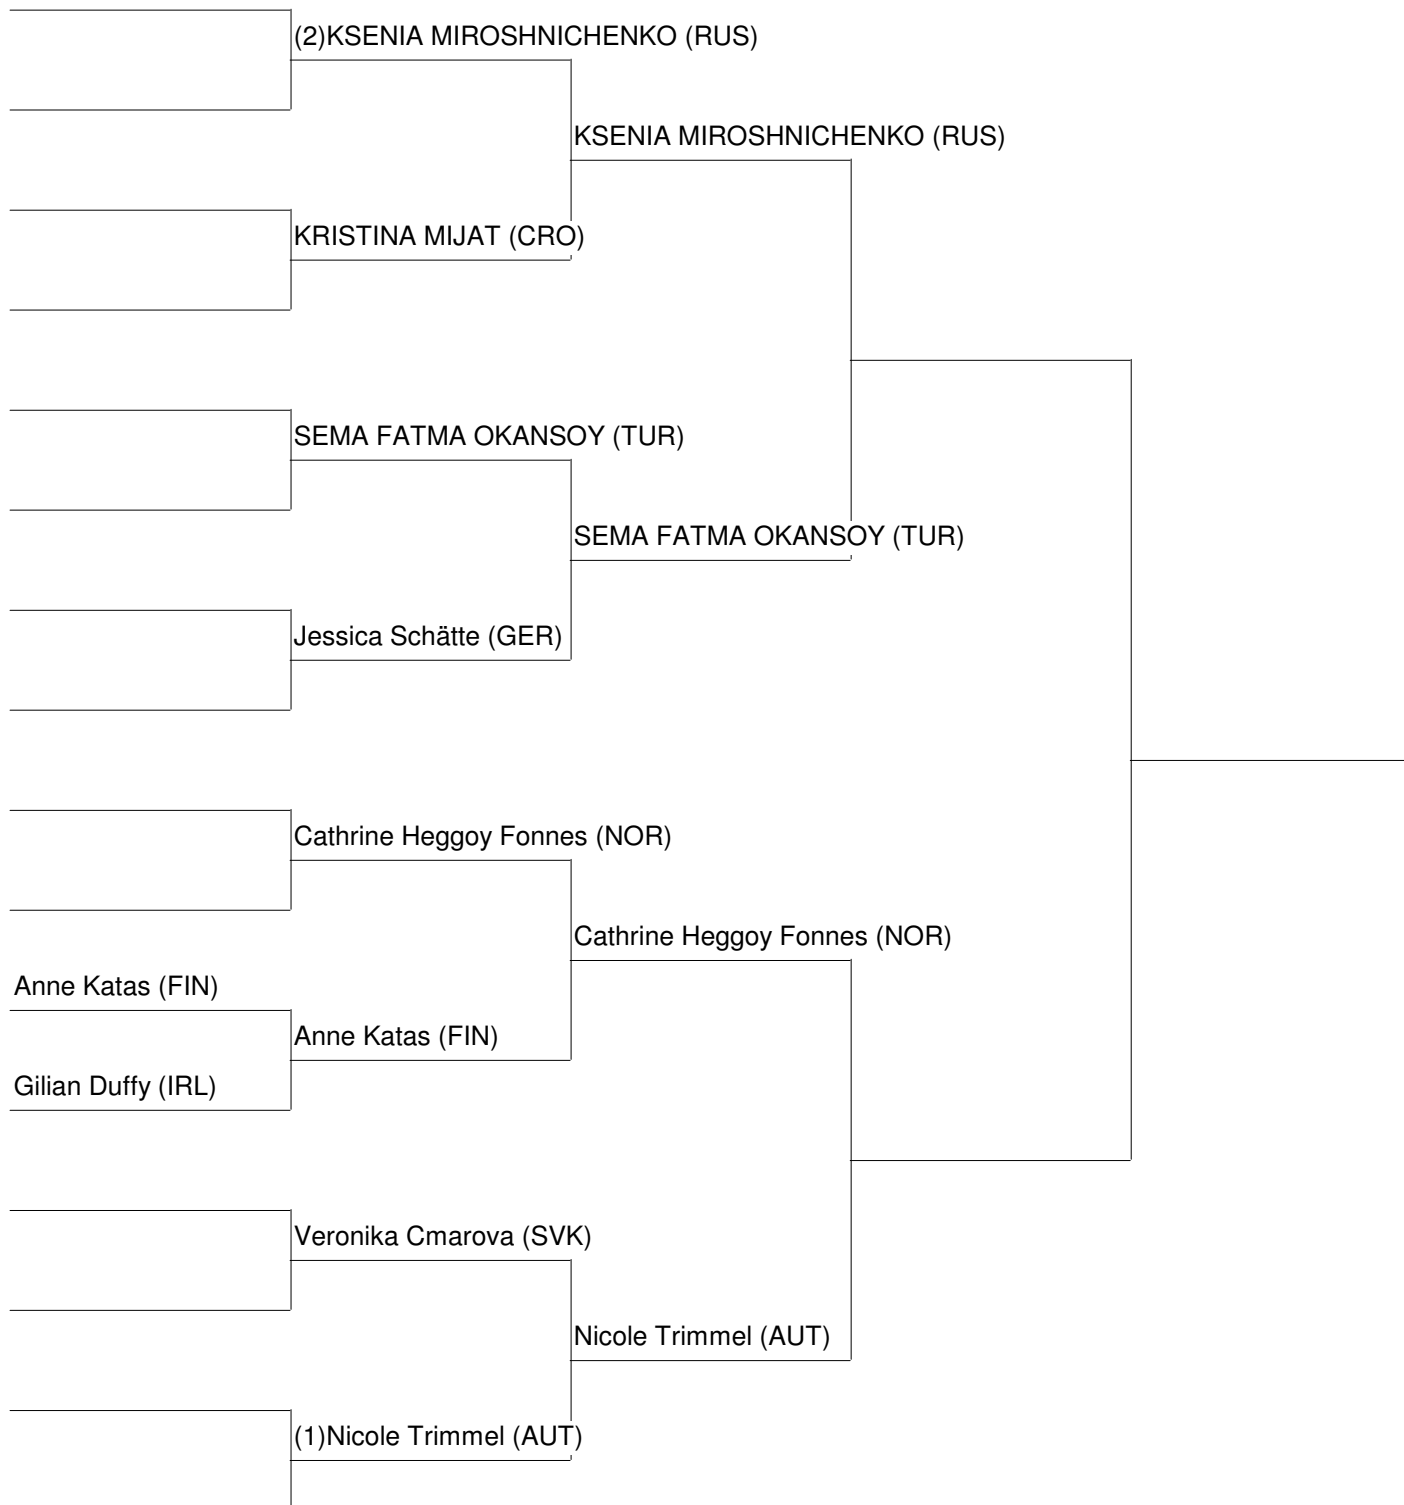 (2)KSENIA MIROSHNICHENKO (RUS)
KSENIA MIROSHNICHENKO (RUS)
KRISTINA MIJAT (CRO)
SEMA FATMA OKANSOY (TUR)
SEMA FATMA OKANSOY (TUR)
Jessica Schätte (GER)
Cathrine Heggoy Fonnes (NOR)
Cathrine Heggoy Fonnes (NOR)
Anne Katas (FIN)
Anne Katas (FIN)
Gilian Duffy (IRL)
Veronika Cmarova (SVK)
Nicole Trimmel (AUT)
(1)Nicole Trimmel (AUT)